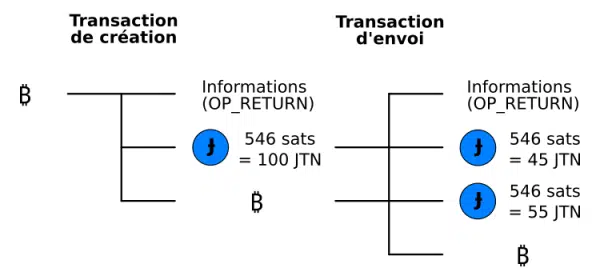 Transaction
de création
Transaction
d'envoi
₿
Informations
(OP_RETURN)
546 sats
= 100 JTN
₿
Informations
(OP_RETURN)
546 sats
= 45 JTN
546 sats
= 55 JTN
₿